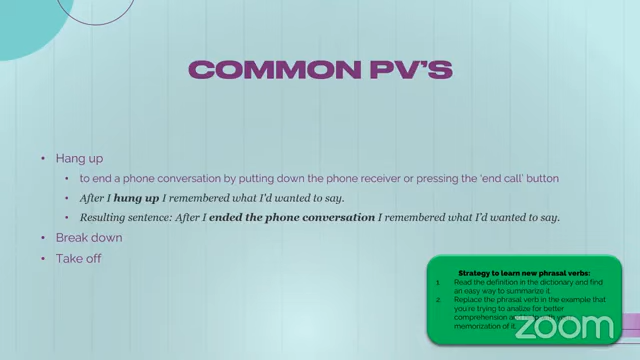 COMMON PV'S
• Hang up
• to end a phone conversation by putting down the phone receiver or pressing the 'end call' button
• After I hung up I remembered what I'd wanted to say.
• Resulting sentence: After I ended the phone conversation I remembered what I'd wanted to say.
• Break down
• Take off
Strategy to learn new phrasal verbs:
1. Read the definition in the dictionary and find
an easy way to summarize it.
2. Replace the phrasal verb in the example that
you're trying to analize for better
comprehension
memorization of it.
zoom